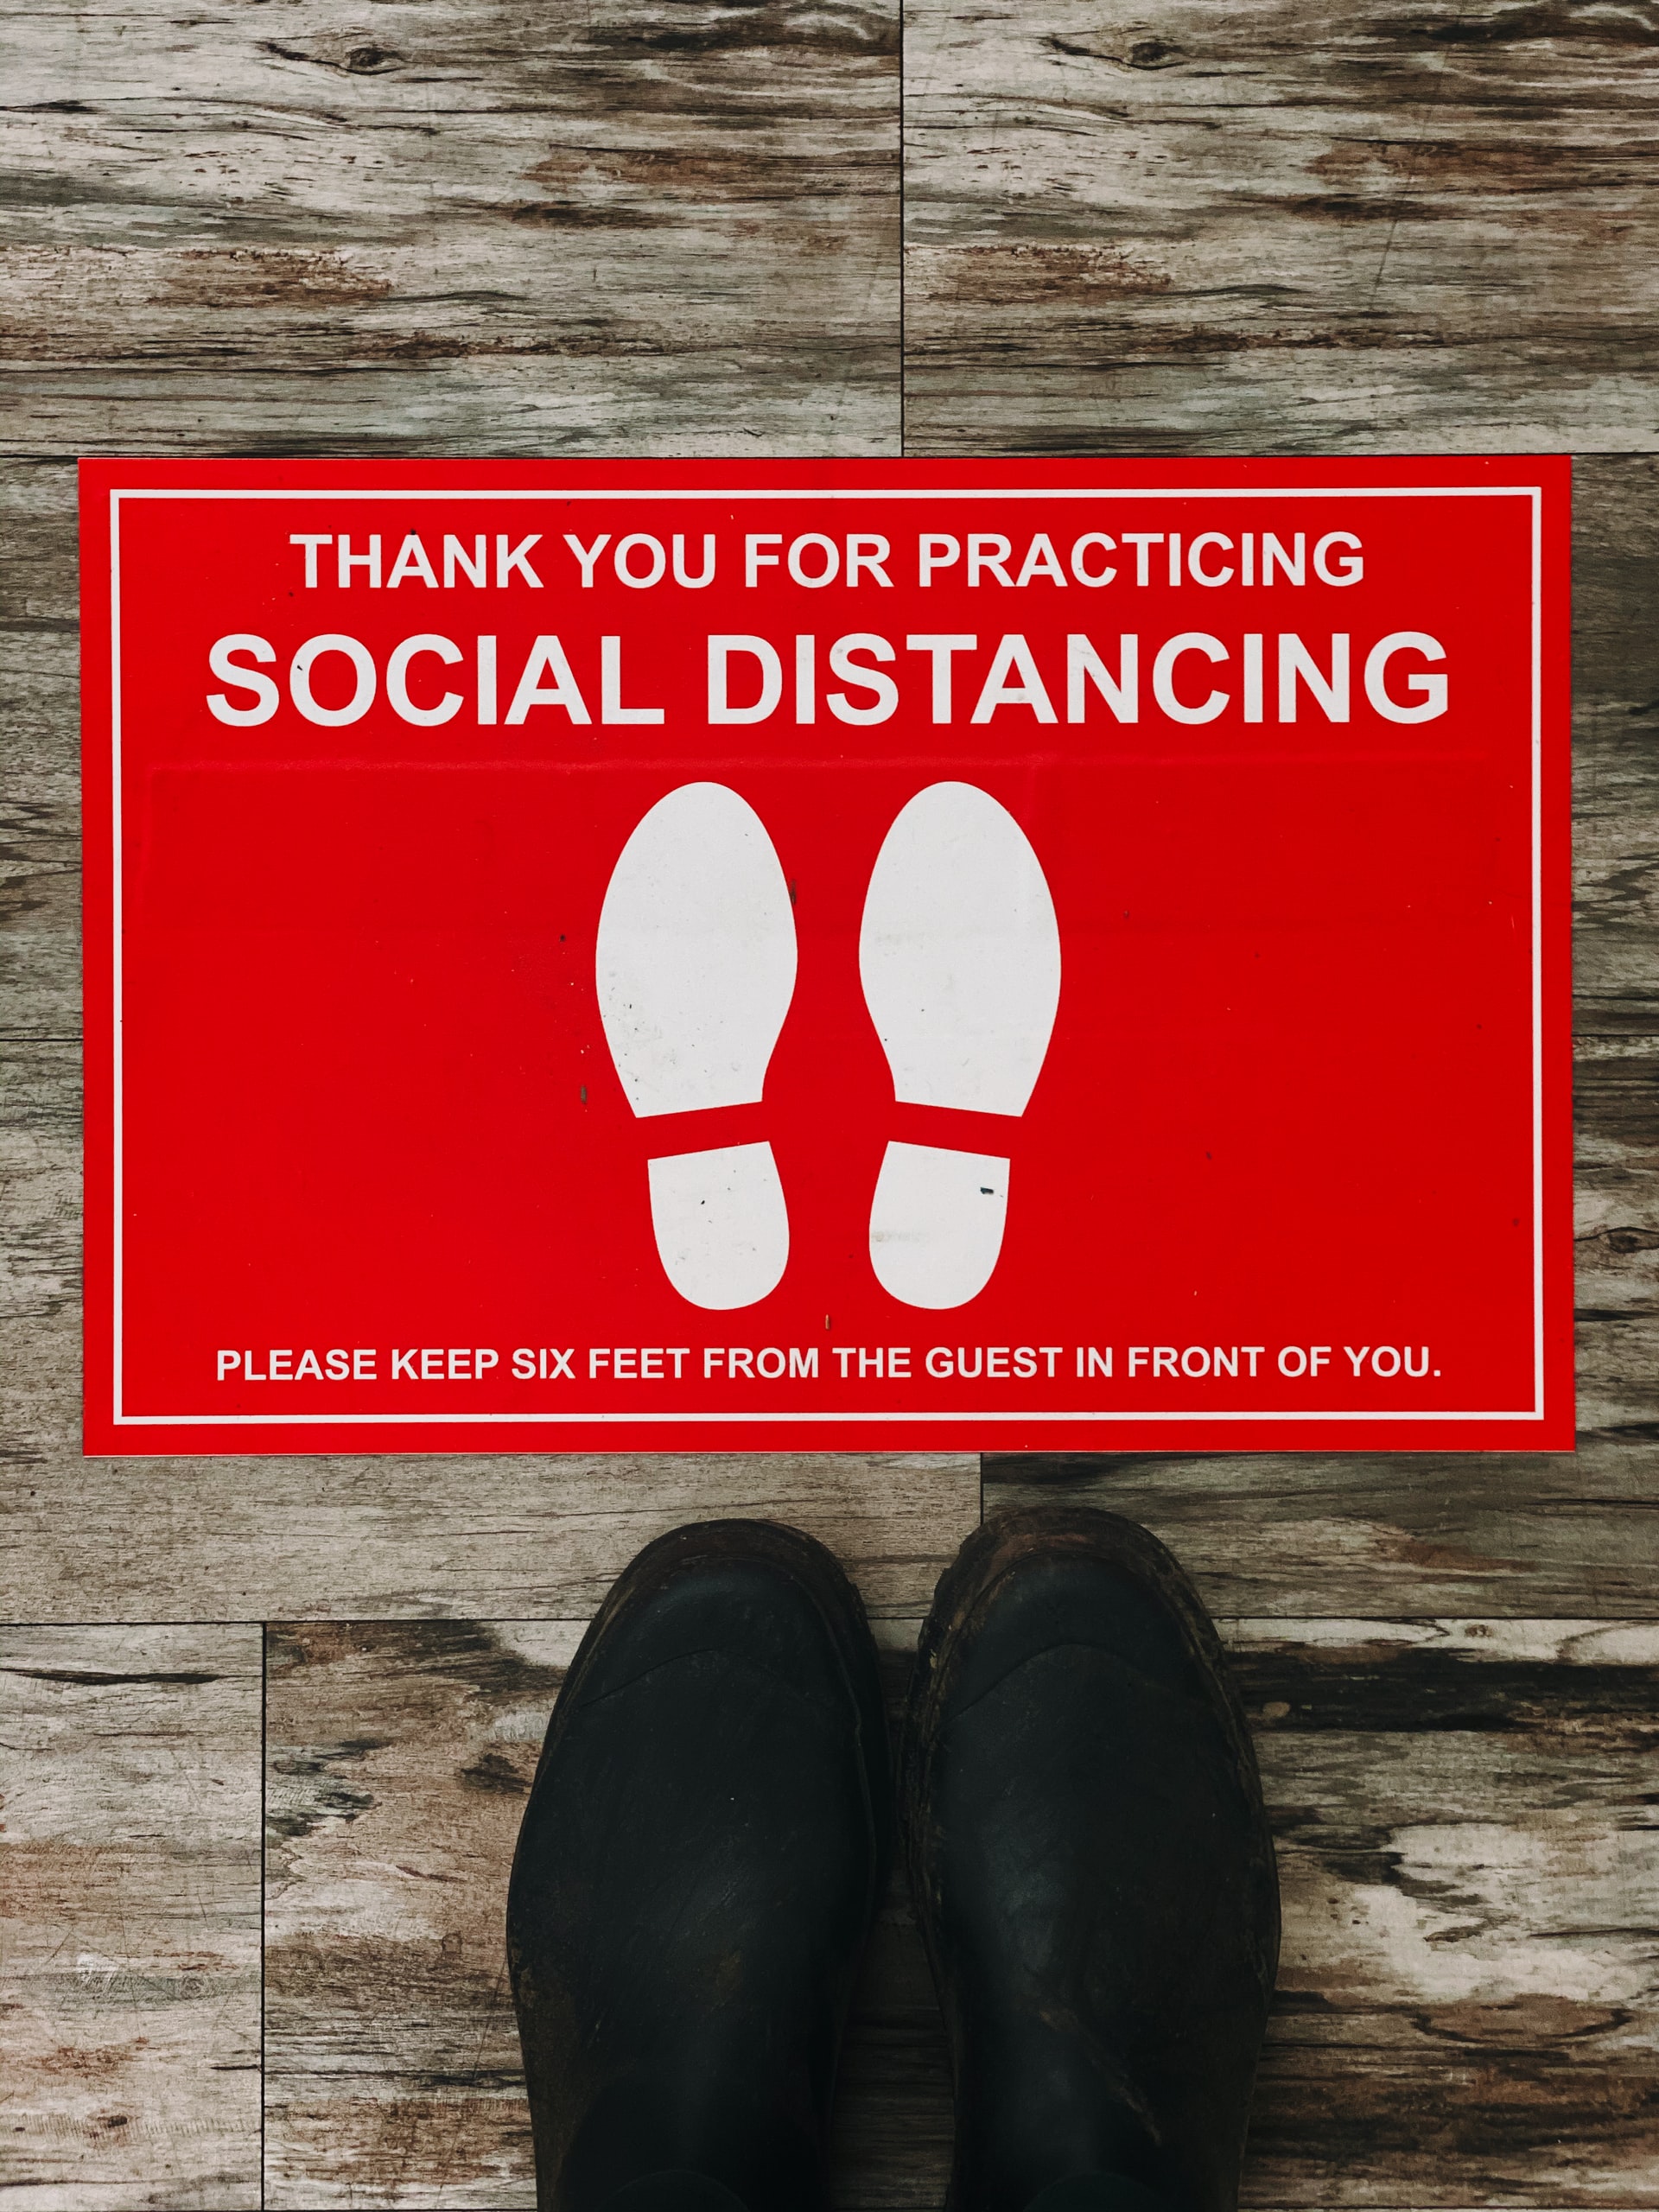 THANK YOU FOR PRACTICING
SOCIAL DISTANCING
PLEASE KEEP SIX FEET FROM THE GUEST IN FRONT OF YOU.